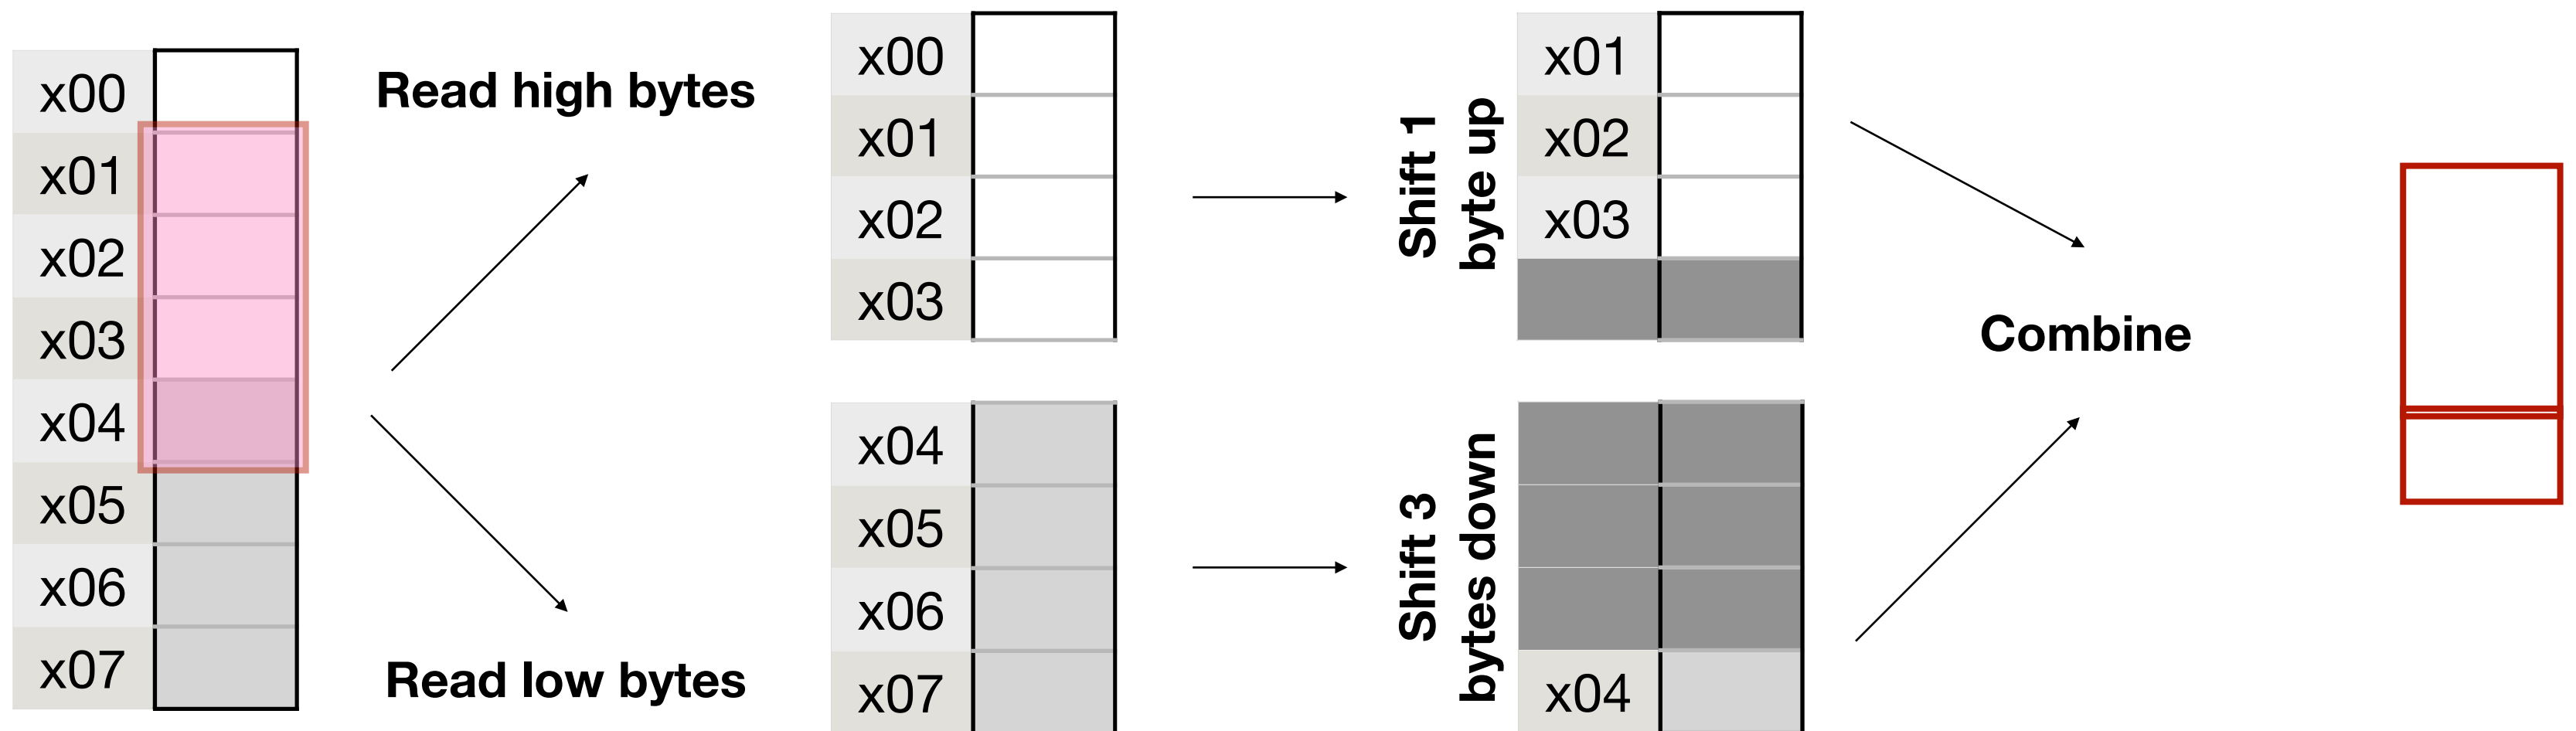 x00
x01
x02
x03
x04
x05
x06
x07
Read high bytes
Read low bytes
x00
x01
x02
x03
x04
x05
x06
x07
Shift 1
byte up
Shift 3
bytes down
x01
x02
x03
x04
Combine